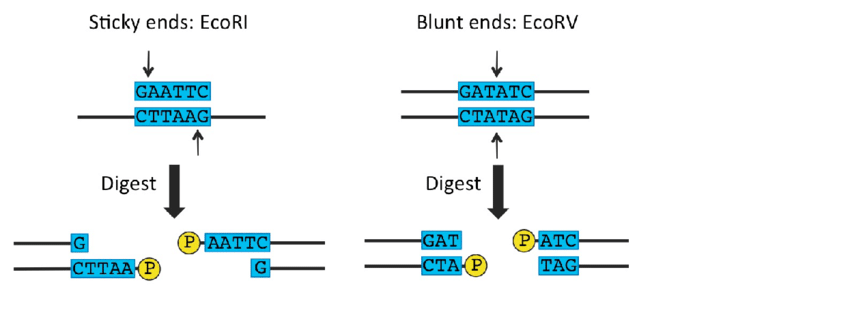 Sticky ends: EcoRI
GAATTC
CTTAAG
Digest
G
P AATTC
CTTAA P
G
Blunt ends: EcoRV
GATATC
CTATAG
Digest
GAT
P ATC
CTA P
TAG